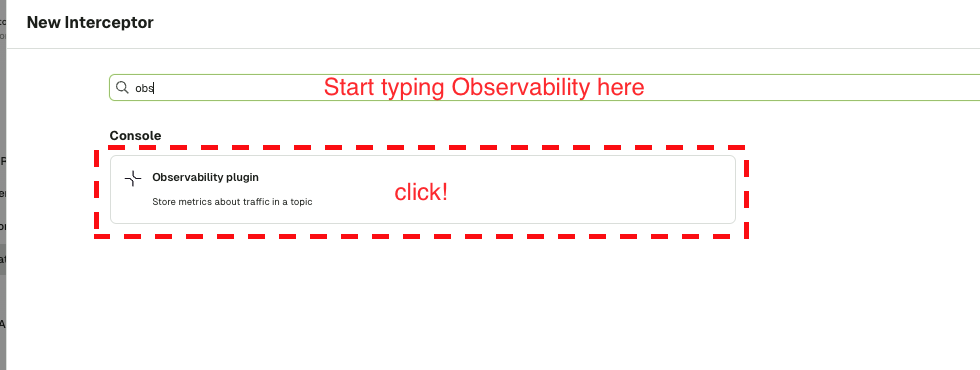 New Interceptor
obs
Start typing Observability here
Console
Observability plugin
Store metrics about traffic in a topic
click!